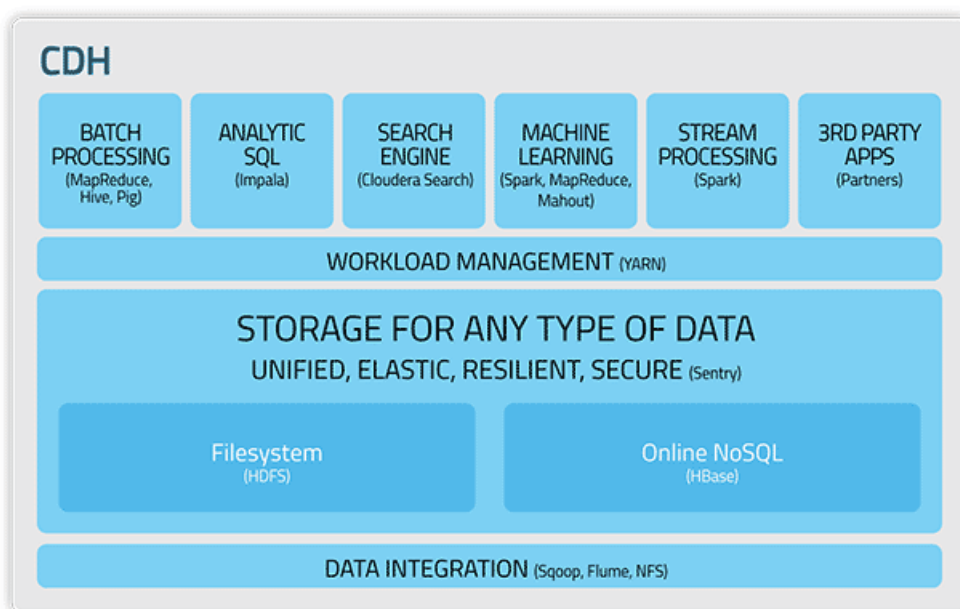 CDH
BATCH
PROCESSING
(MapReduce,
Hive, Pig)
ANALYTIC
SQL
(Impala)
SEARCH
ENGINE
(Cloudera Search)
MACHINE
LEARNING
(Spark, MapReduce,
Mahout)
STREAM
PROCESSING
(Spark)
3RD PARTY
APPS
(Partners)
WORKLOAD MANAGEMENT (YARN)
STORAGE FOR ANY TYPE OF DATA
UNIFIED, ELASTIC, RESILIENT, SECURE (Sentry)
Filesystem
(HDFS)
Online NoSQL
(HBase)
DATA INTEGRATION (Sqoop, Flume, NFS)